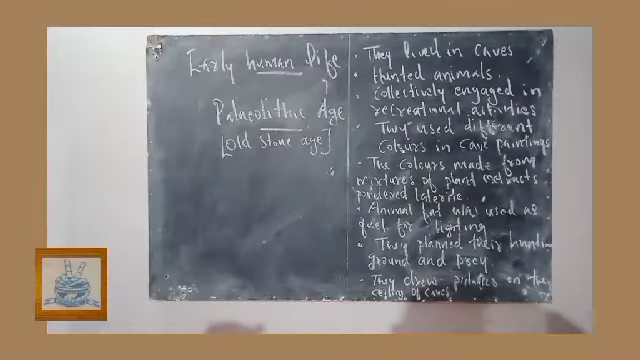 Early human life
Palaeolithic Age
[Old stone age]
• They lived in caves
• Hunted animals.
• Collectively engaged in
recreational activities
• They used different
colours in cave paintings
• The colours made from
mixtures of plant extracts
powdered laterite.
• Animal fat was used as
fuel for lighting
• They planned their hunting
ground and prey
• They drew pictures on the
ceiling of caves